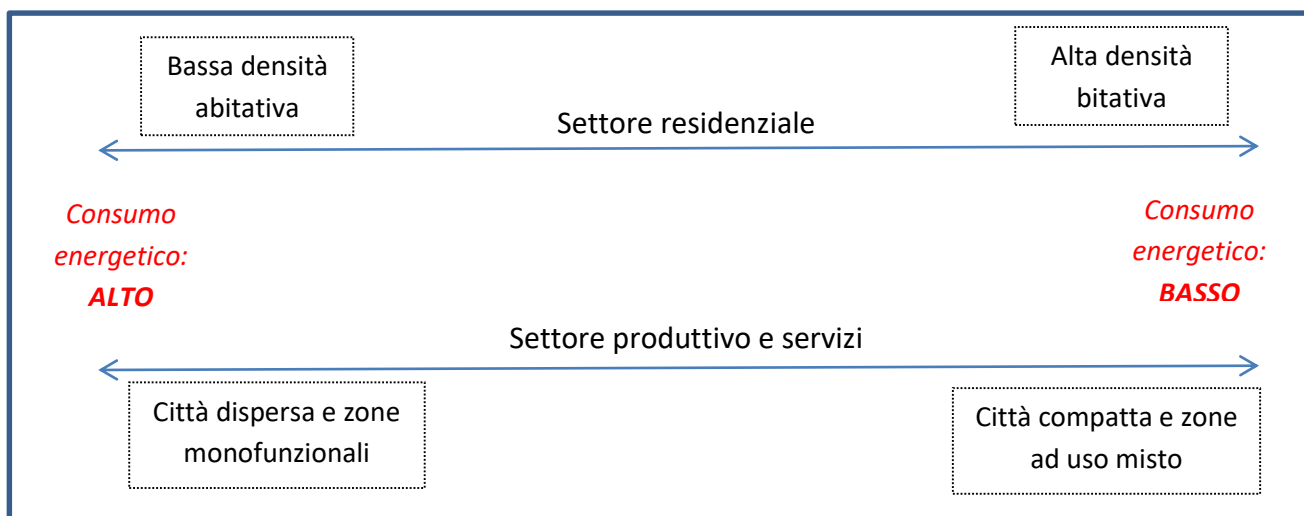 Bassa densità
abitativa
Alta densità
bitativa
Settore residenziale
Consumo
energetico:
ALTO
Consumo
energetico:
BASSO
Settore produttivo e servizi
Città dispersa e zone
monofunzionali
Città compatta e zone
ad uso misto